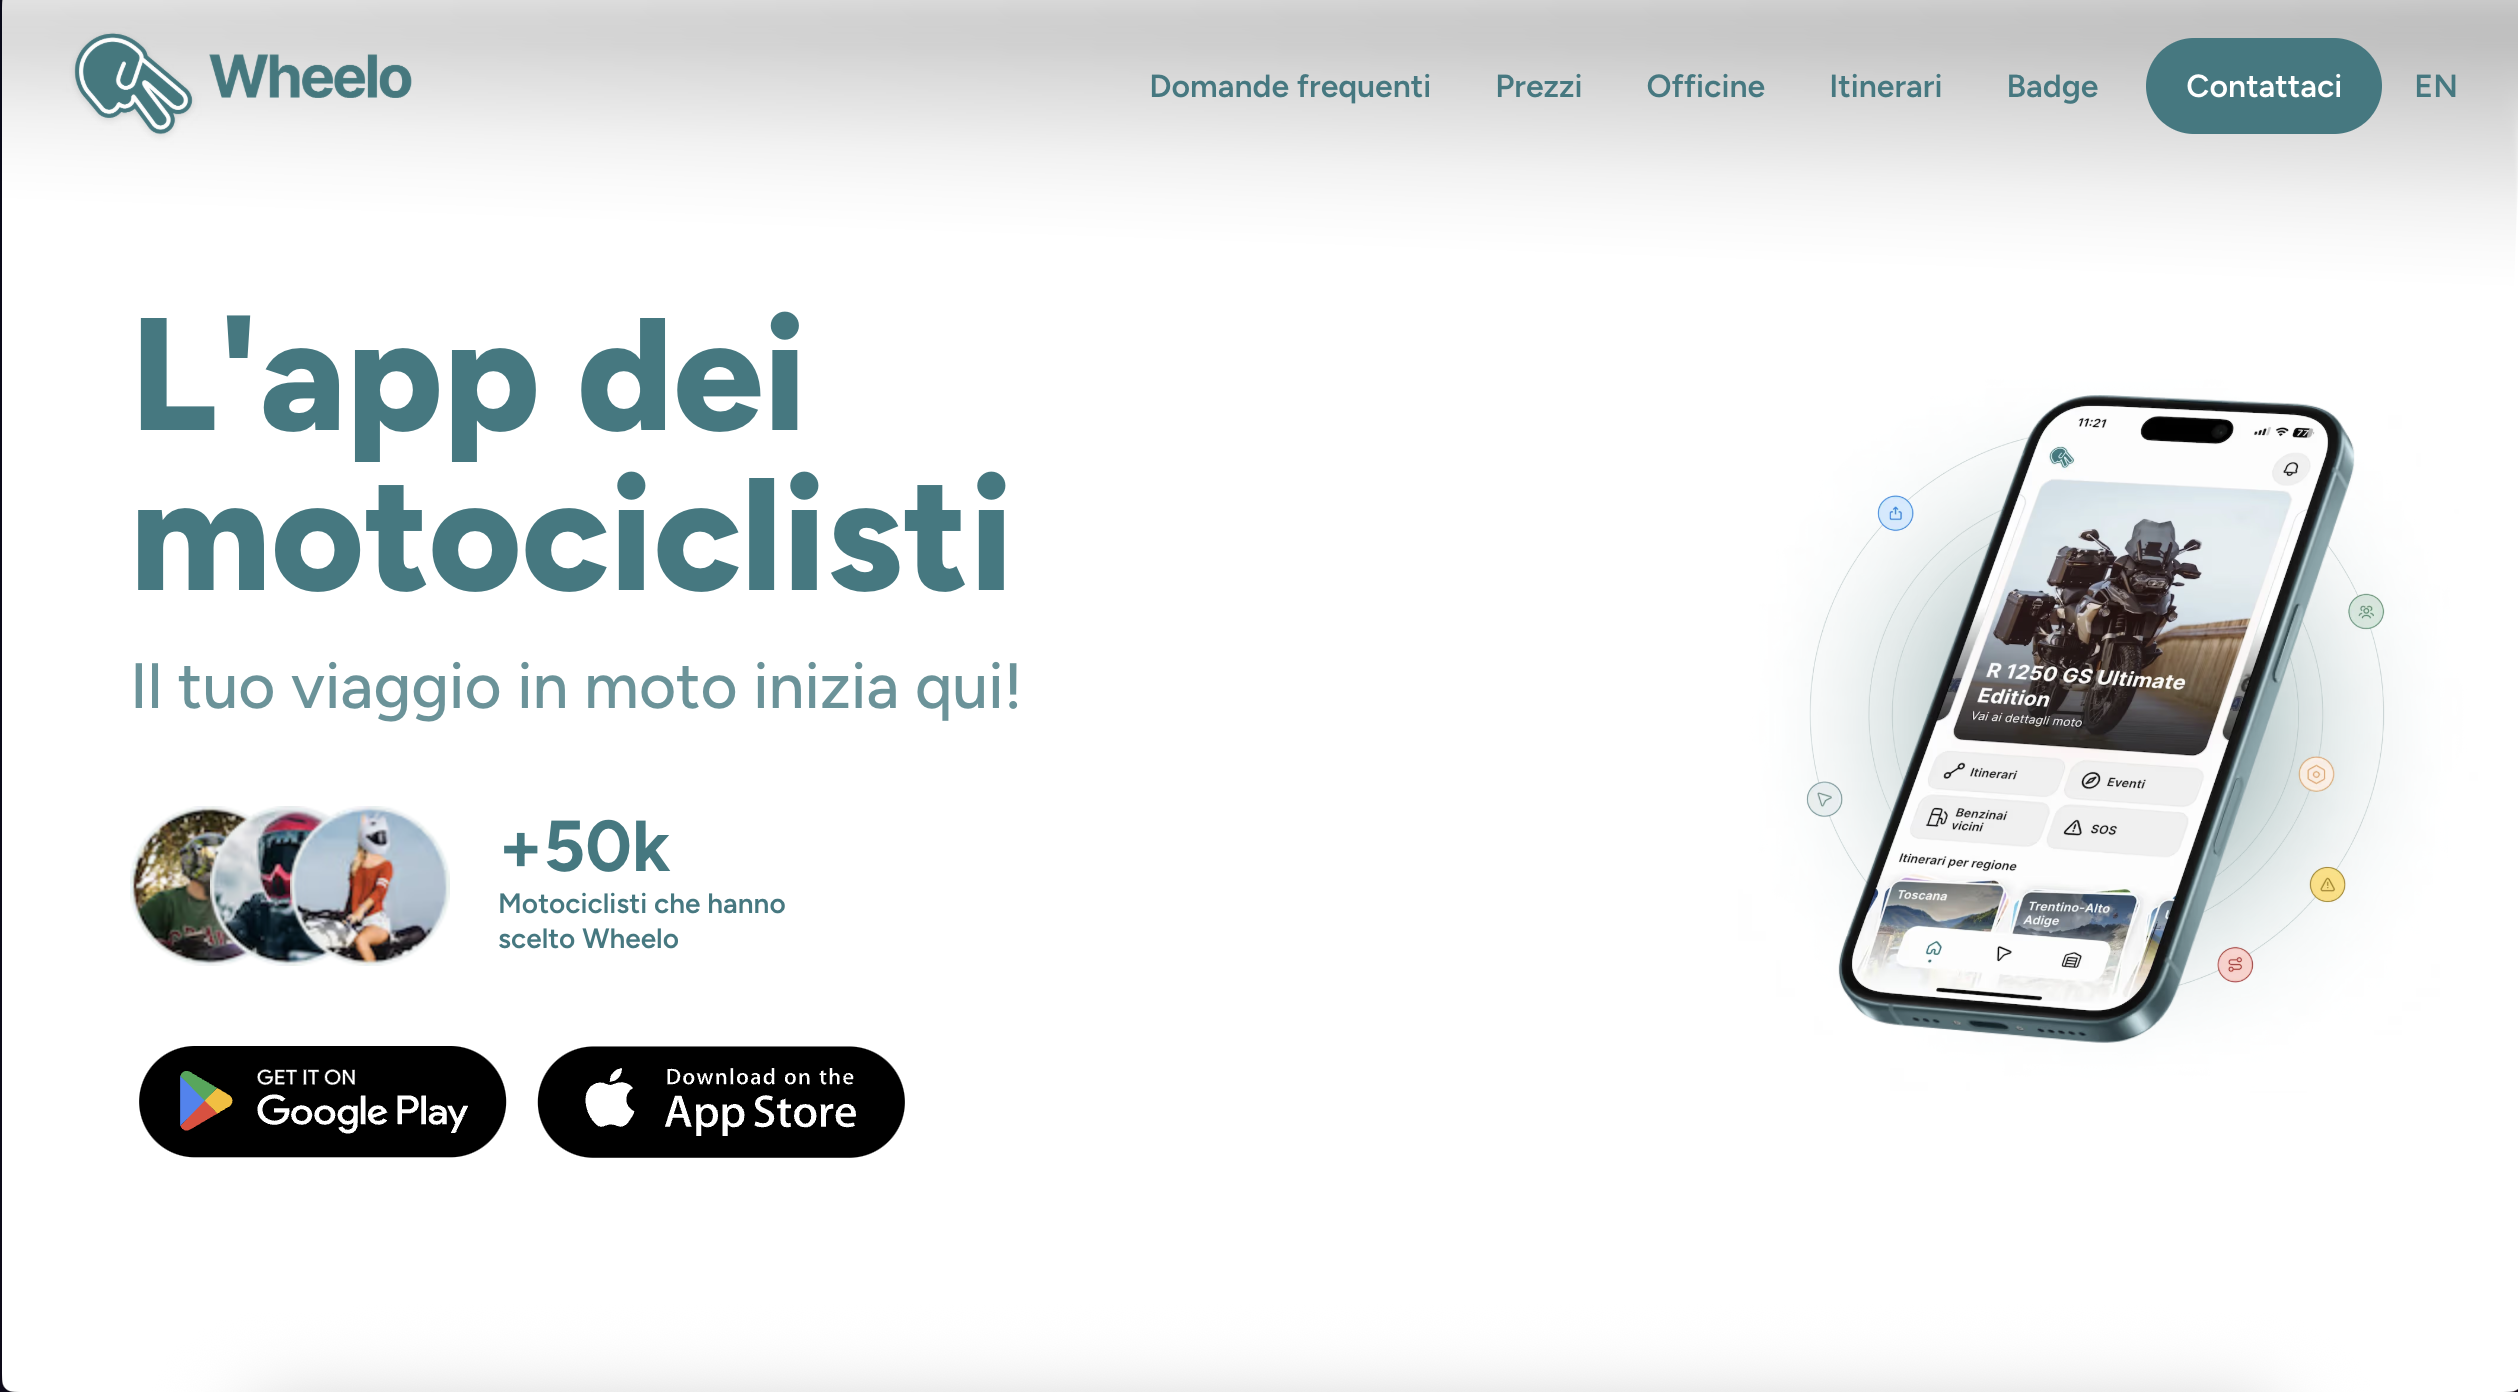 Wheelo
Domande frequenti
Prezzi
Officine
Itinerari
Badge
Contattaci
EN
L'app dei
motociclisti
Il tuo viaggio in moto inizia qui!
+50k
Motociclisti che hanno
scelto Wheelo
GET IT ON
Google Play
Download on the
App Store
11:21
77
R 1250 GS Ultimate
Edition
Vai ai dettagli moto
Itinerari
Eventi
Benzinai
vicini
SOS
Itinerari per regione
Toscana
Trentino-Alto
Adige